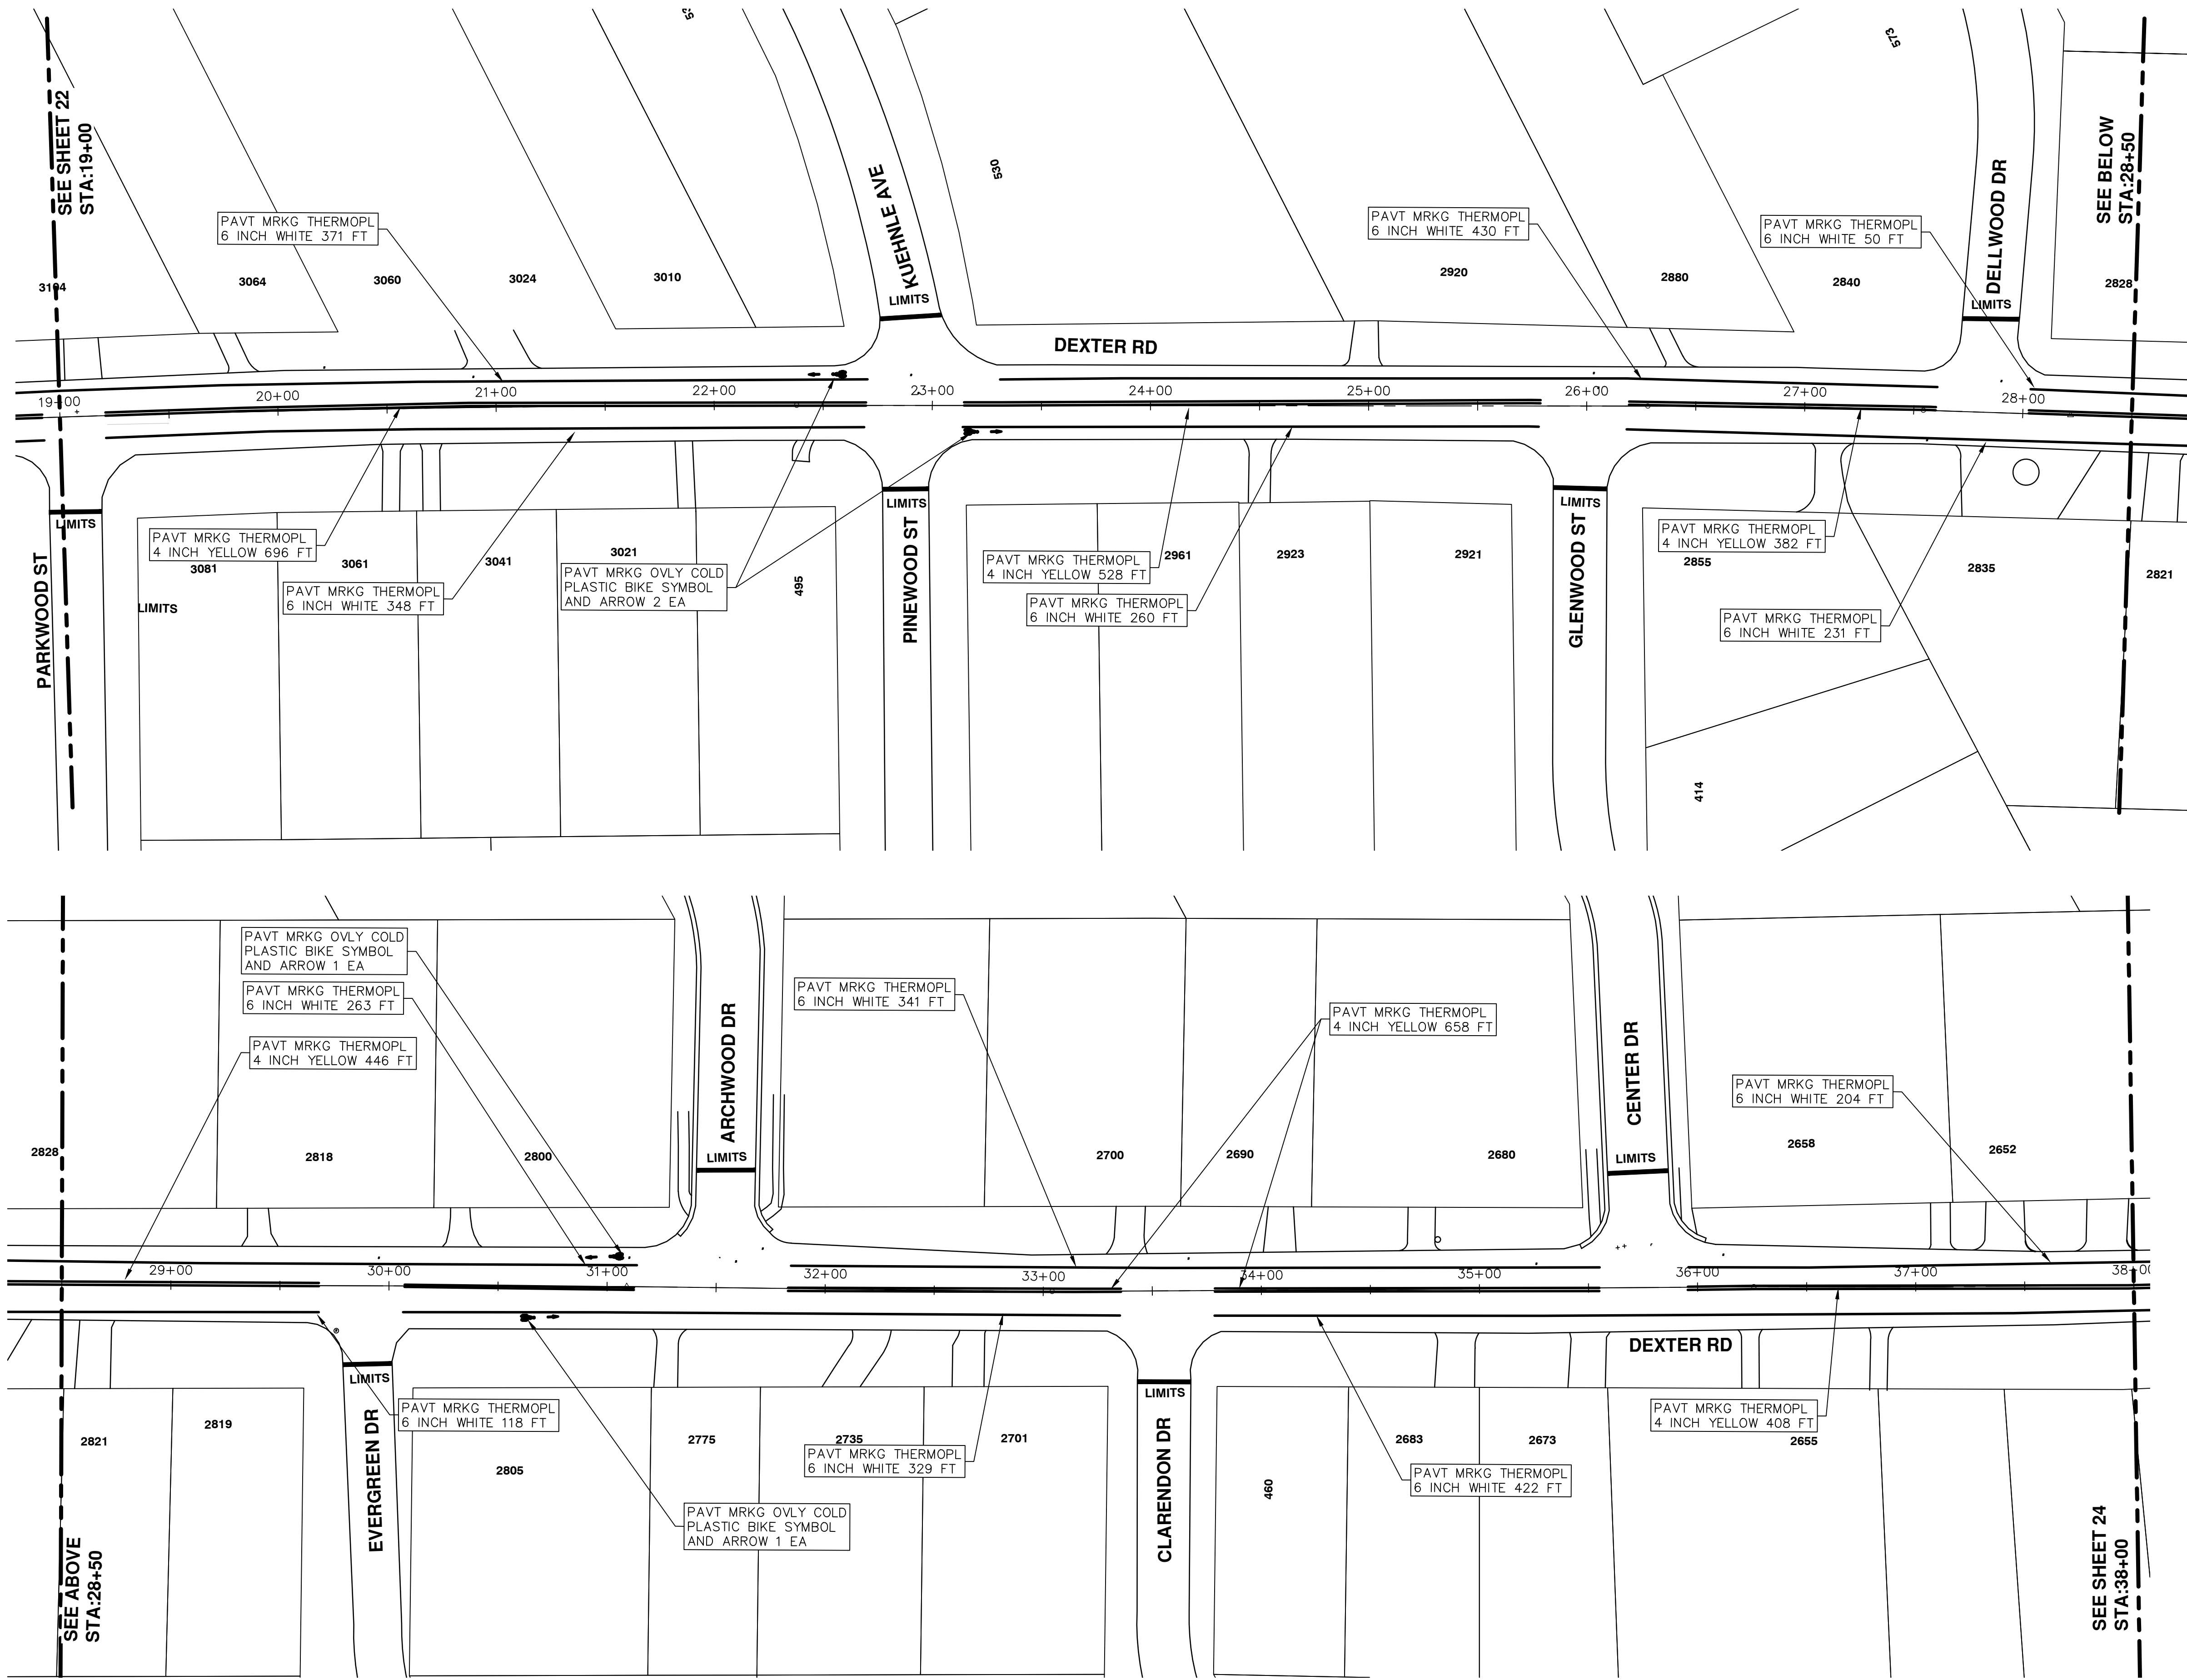 SEE SHEET 22
STA:19+00
PAVT MRKG THERMOPL
6 INCH WHITE 371 FT
3104
3064
3060
3024
3010
KUEHNLE AVE
LIMITS
530
DEXTER RD
PAVT MRKG THERMOPL
6 INCH WHITE 430 FT
2920
2880
573
PAVT MRKG THERMOPL
6 INCH WHITE 50 FT
2840
DELLWOOD DR
LIMITS
SEE BELOW
STA:28+50
2828
19+00
20+00
21+00
22+00
23+00
24+00
25+00
26+00
27+00
28+00
LIMITS
PARKWOOD ST
PAVT MRKG THERMOPL
4 INCH YELLOW 696 FT
3081
LIMITS
3061
PAVT MRKG THERMOPL
6 INCH WHITE 348 FT
3041
3021
PAVT MRKG OVLY COLD
PLASTIC BIKE SYMBOL
AND ARROW 2 EA
495
LIMITS
PINEWOOD ST
PAVT MRKG THERMOPL
4 INCH YELLOW 528 FT
2961
PAVT MRKG THERMOPL
6 INCH WHITE 260 FT
2923
2921
LIMITS
GLENWOOD ST
PAVT MRKG THERMOPL
4 INCH YELLOW 382 FT
2855
2835
2821
PAVT MRKG THERMOPL
6 INCH WHITE 231 FT
414
PAVT MRKG OVLY COLD
PLASTIC BIKE SYMBOL
AND ARROW 1 EA
PAVT MRKG THERMOPL
6 INCH WHITE 263 FT
PAVT MRKG THERMOPL
4 INCH YELLOW 446 FT
2828
2818
2800
ARCHWOOD DR
LIMITS
PAVT MRKG THERMOPL
6 INCH WHITE 341 FT
PAVT MRKG THERMOPL
4 INCH YELLOW 658 FT
2700
2690
2680
CENTER DR
LIMITS
PAVT MRKG THERMOPL
6 INCH WHITE 204 FT
2658
2652
29+00
30+00
31+00
32+00
33+00
34+00
35+00
36+00
37+00
38+00
DEXTER RD
LIMITS
EVERGREEN DR
PAVT MRKG THERMOPL
6 INCH WHITE 118 FT
2821
2819
SEE ABOVE
STA:28+50
2805
2775
2735
PAVT MRKG THERMOPL
6 INCH WHITE 329 FT
2701
PAVT MRKG OVLY COLD
PLASTIC BIKE SYMBOL
AND ARROW 1 EA
LIMITS
CLARENDON DR
460
2683
2673
PAVT MRKG THERMOPL
6 INCH WHITE 422 FT
PAVT MRKG THERMOPL
4 INCH YELLOW 408 FT
2655
SEE SHEET 24
STA:38+00